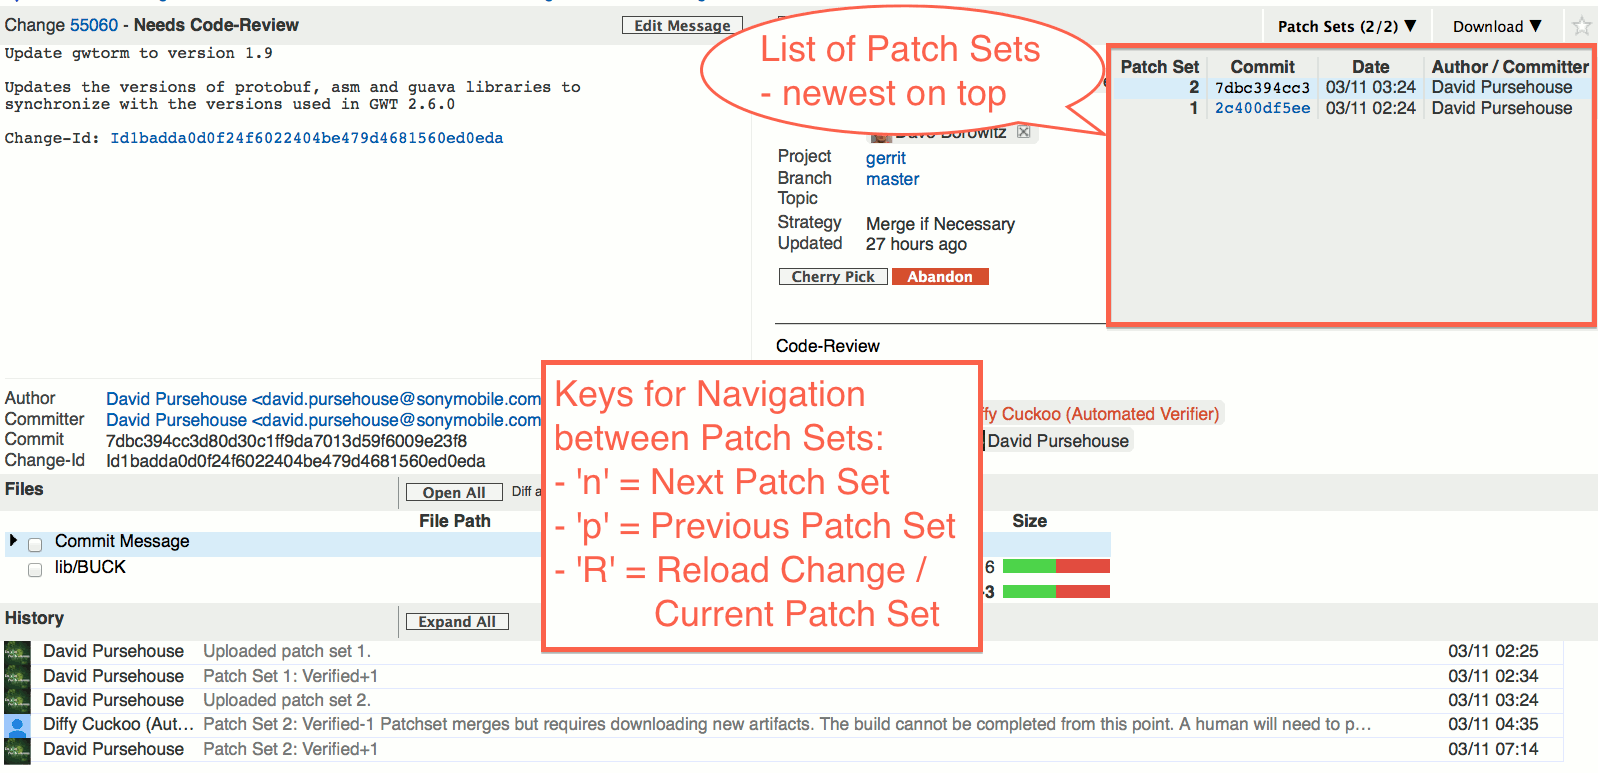 Change 55060 - Needs Code-Review
Edit Message
Patch Sets (2/2) ▼
Download ▼
Update gwtorm to version 1.9
Updates the versions of protobuf, asm and guava libraries to
synchronize with the versions used in GWT 2.6.0
Change-Id: Id1badda0d0f24f6022404be479d4681560ed0eda
List of Patch Sets
- newest on top
Patch Set Commit Date Author / Committer
2 7dbc394cc3 03/11 03:24 David Pursehouse
1 2c400df5ee 03/11 02:24 David Pursehouse
Dave Borowitz
Project gerrit
Branch master
Topic
Strategy Merge if Necessary
Updated 27 hours ago
Cherry Pick Abandon
Code-Review
Author David Pursehouse <david.pursehouse@sonymobile.com
Committer David Pursehouse <david.pursehouse@sonymobile.com
Commit 7dbc394cc3d80d30c1ff9da7013d59f6009e23f8
Change-Id Id1badda0d0f24f6022404be479d4681560ed0eda
Keys for Navigation
between Patch Sets:
- 'n' = Next Patch Set
- 'p' = Previous Patch Set
- 'R' = Reload Change /
Current Patch Set
ffy Cuckoo (Automated Verifier)
David Pursehouse
Files Open All Diff a
File Path Size
Commit Message
lib/BUCK 6
-3
History Expand All
David Pursehouse Uploaded patch set 1. 03/11 02:25
David Pursehouse Patch Set 1: Verified+1 03/11 02:34
David Pursehouse Uploaded patch set 2. 03/11 03:24
Diffy Cuckoo (Aut... Patch Set 2: Verified-1 Patchset merges but requires downloading new artifacts. The build cannot be completed from this point. A human will need to p... 03/11 04:35
David Pursehouse Patch Set 2: Verified+1 03/11 07:14